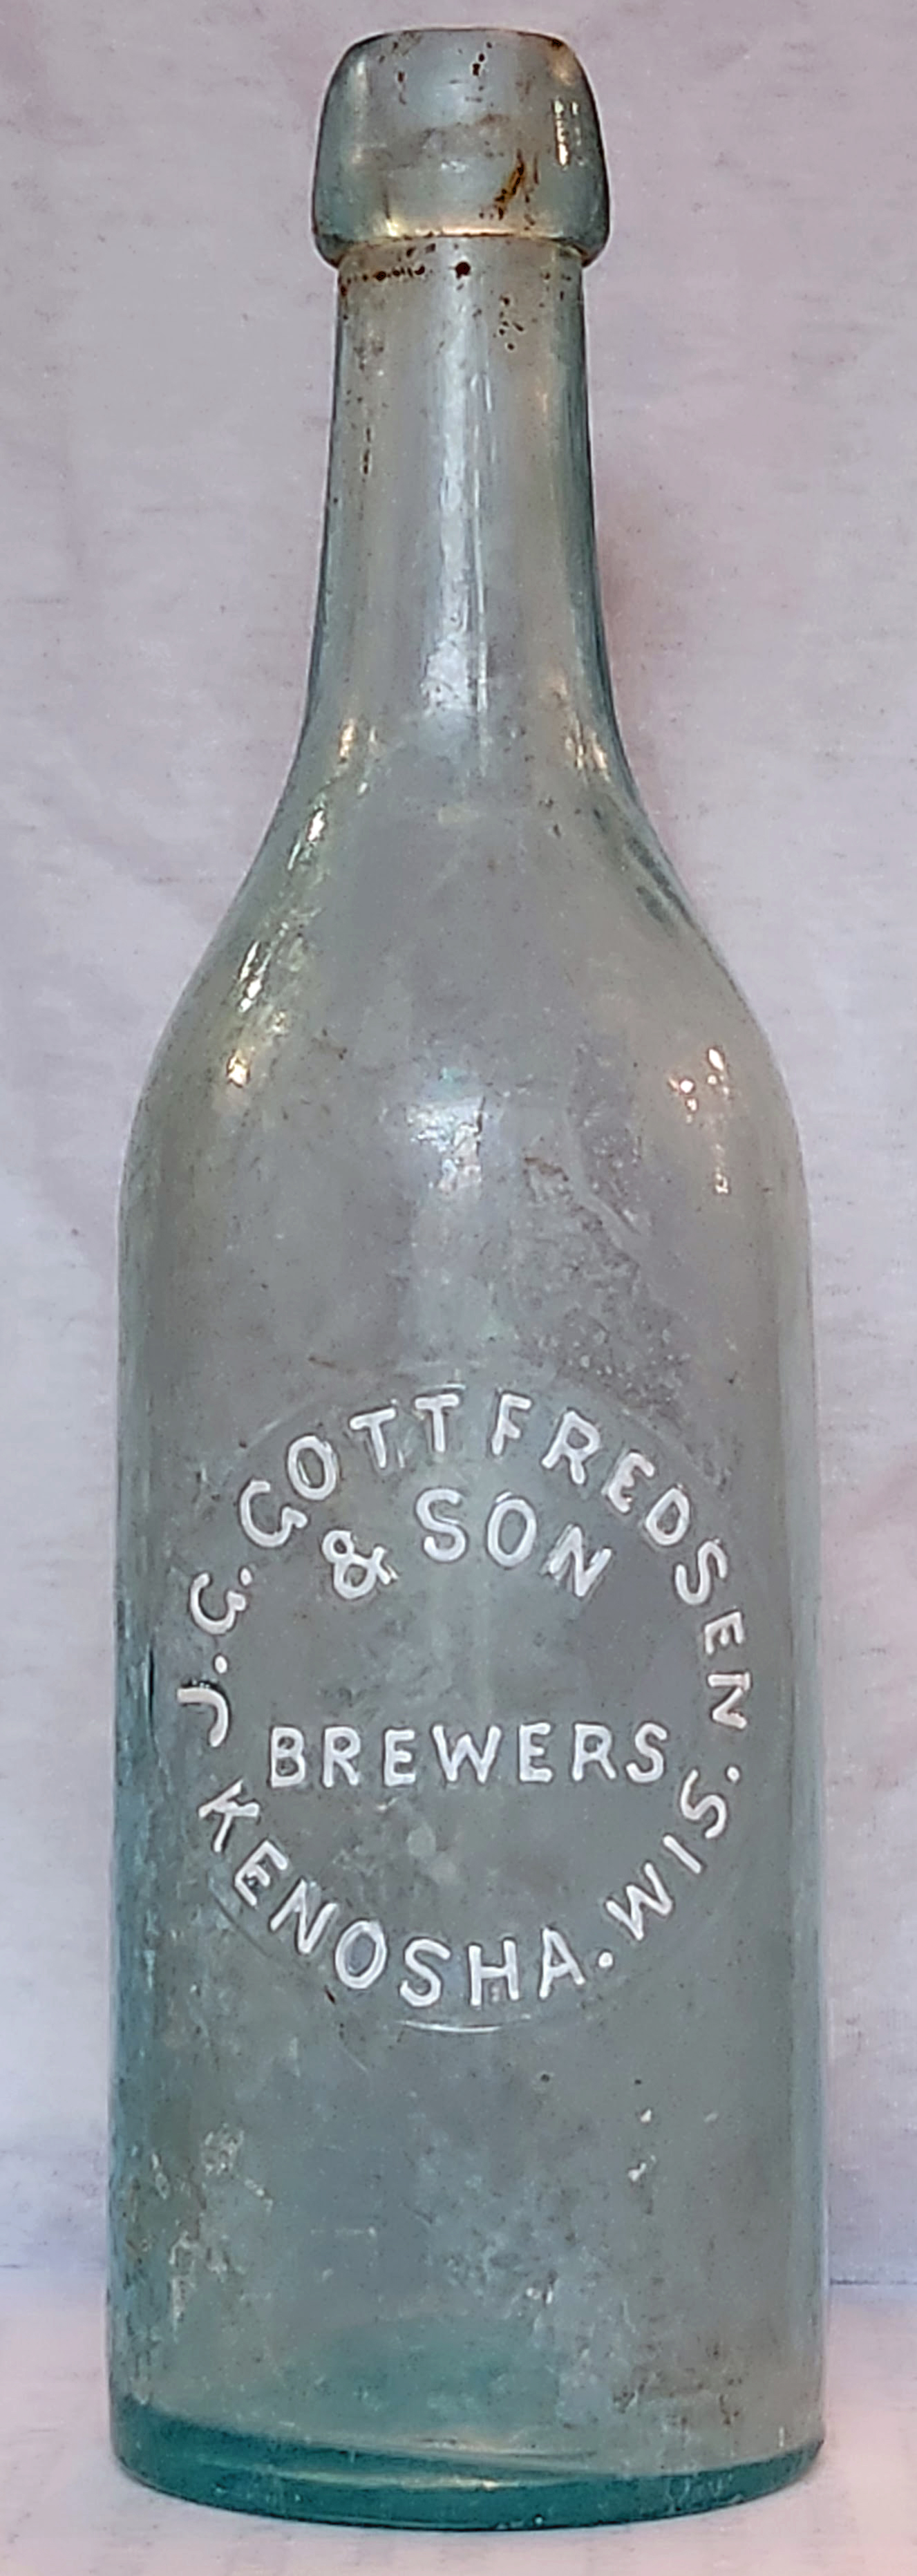 J. G. GOTTFREDSEN
& SON
BREWERS
KENOSHA. WIS.